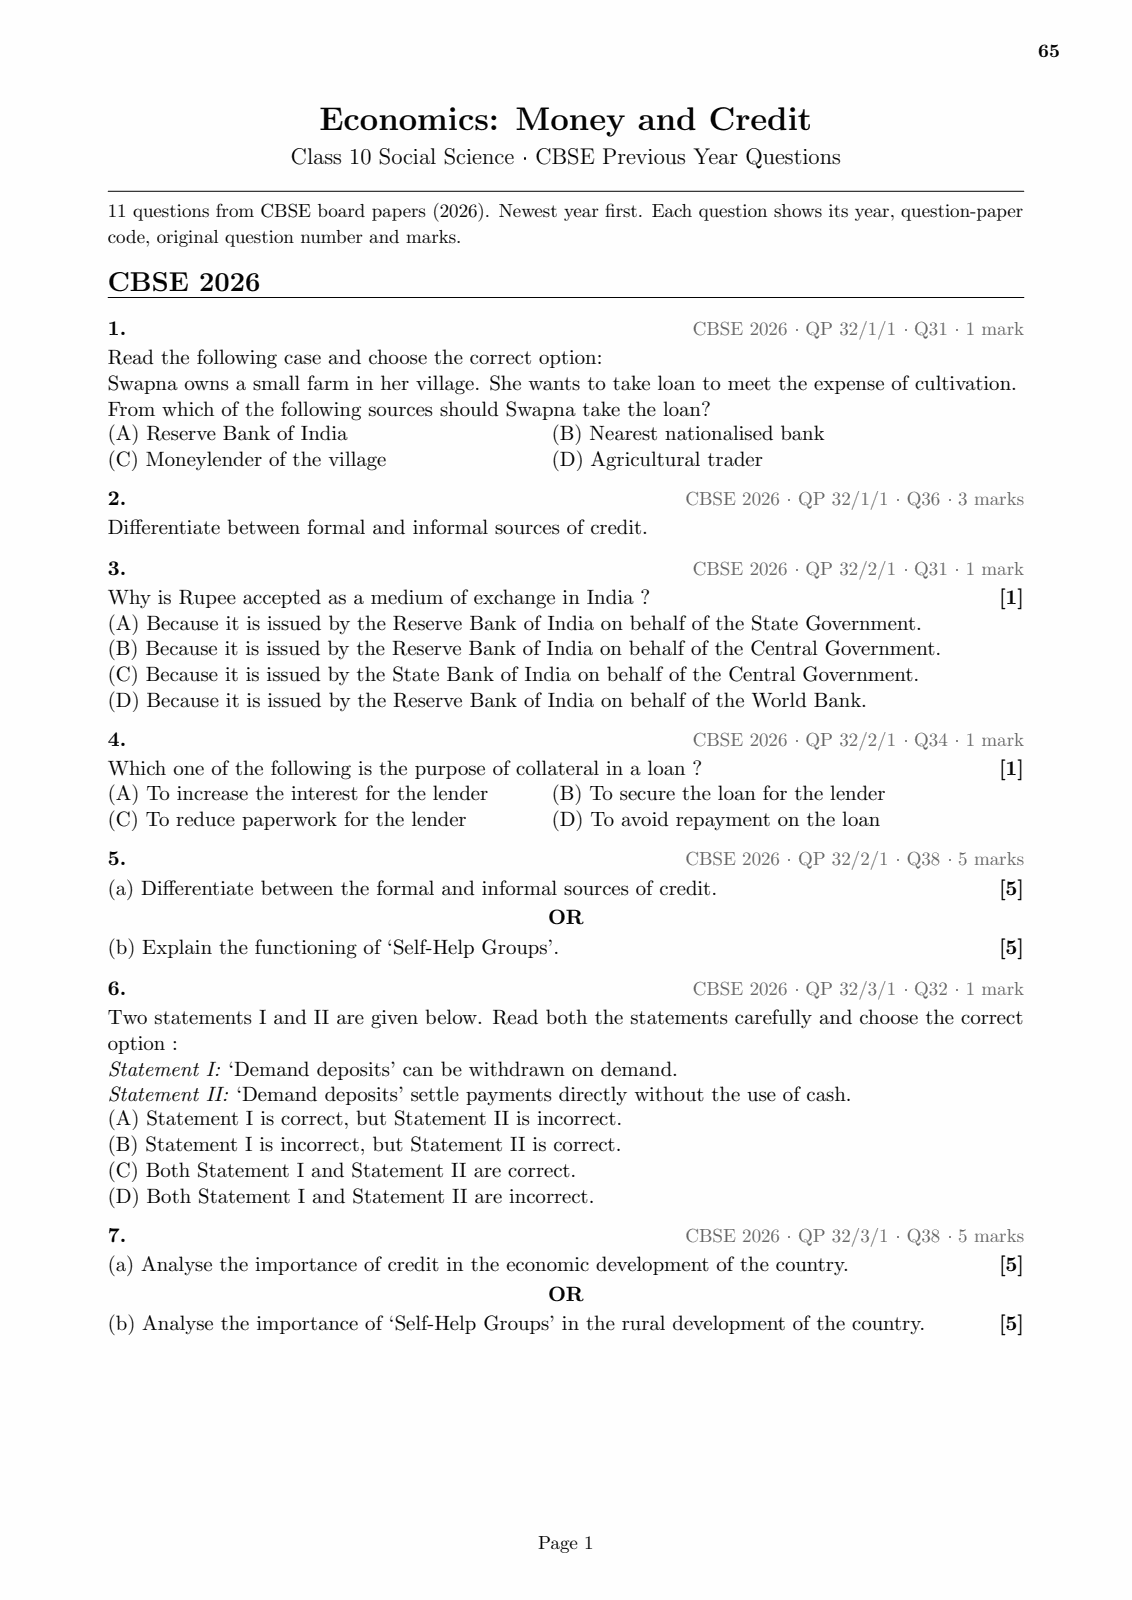 65
Economics: Money and Credit
Class 10 Social Science · CBSE Previous Year Questions
11 questions from CBSE board papers (2026). Newest year first. Each question shows its year, question-paper
code, original question number and marks.
CBSE 2026
1. CBSE 2026 · QP 32/1/1 · Q31 · 1 mark
Read the following case and choose the correct option:
Swapna owns a small farm in her village. She wants to take loan to meet the expense of cultivation.
From which of the following sources should Swapna take the loan?
(A) Reserve Bank of India (B) Nearest nationalised bank
(C) Moneylender of the village (D) Agricultural trader
2. CBSE 2026 · QP 32/1/1 · Q36 · 3 marks
Differentiate between formal and informal sources of credit.
3. CBSE 2026 · QP 32/2/1 · Q31 · 1 mark
Why is Rupee accepted as a medium of exchange in India ? [1]
(A) Because it is issued by the Reserve Bank of India on behalf of the State Government.
(B) Because it is issued by the Reserve Bank of India on behalf of the Central Government.
(C) Because it is issued by the State Bank of India on behalf of the Central Government.
(D) Because it is issued by the Reserve Bank of India on behalf of the World Bank.
4. CBSE 2026 · QP 32/2/1 · Q34 · 1 mark
Which one of the following is the purpose of collateral in a loan ? [1]
(A) To increase the interest for the lender (B) To secure the loan for the lender
(C) To reduce paperwork for the lender (D) To avoid repayment on the loan
5. CBSE 2026 · QP 32/2/1 · Q38 · 5 marks
(a) Differentiate between the formal and informal sources of credit. [5]
OR
(b) Explain the functioning of ‘Self-Help Groups’. [5]
6. CBSE 2026 · QP 32/3/1 · Q32 · 1 mark
Two statements I and II are given below. Read both the statements carefully and choose the correct
option :
Statement I: ‘Demand deposits’ can be withdrawn on demand.
Statement II: ‘Demand deposits’ settle payments directly without the use of cash.
(A) Statement I is correct, but Statement II is incorrect.
(B) Statement I is incorrect, but Statement II is correct.
(C) Both Statement I and Statement II are correct.
(D) Both Statement I and Statement II are incorrect.
7. CBSE 2026 · QP 32/3/1 · Q38 · 5 marks
(a) Analyse the importance of credit in the economic development of the country. [5]
OR
(b) Analyse the importance of ‘Self-Help Groups’ in the rural development of the country. [5]
Page 1